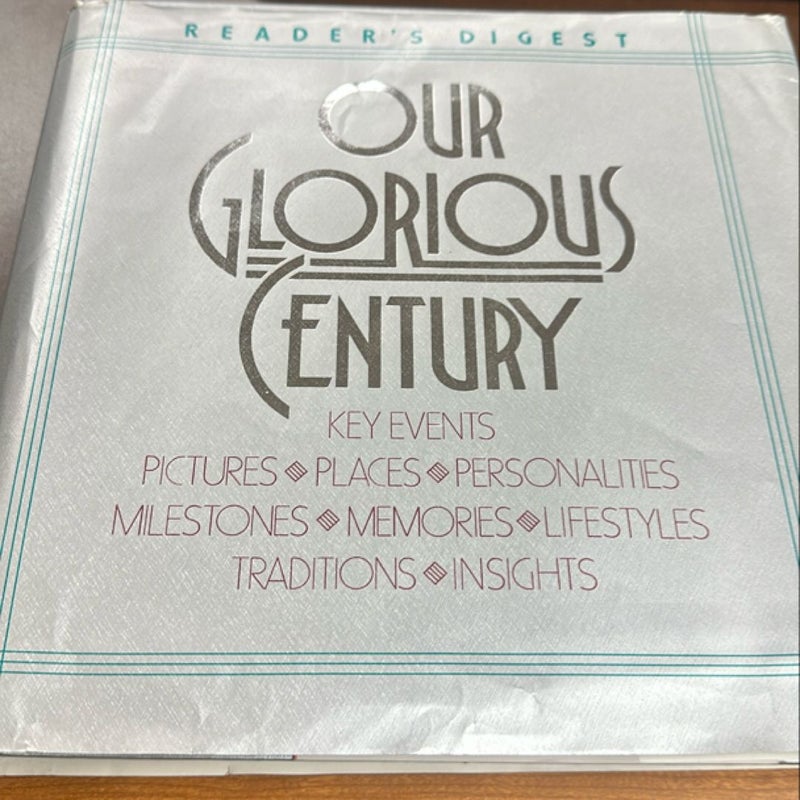 READER'S DIGEST
OUR
GLORIOUS
CENTURY
KEY EVENTS
PICTURES PLACES PERSONALITIES
MILESTONES MEMORIES LIFESTYLES
TRADITIONS INSIGHTS